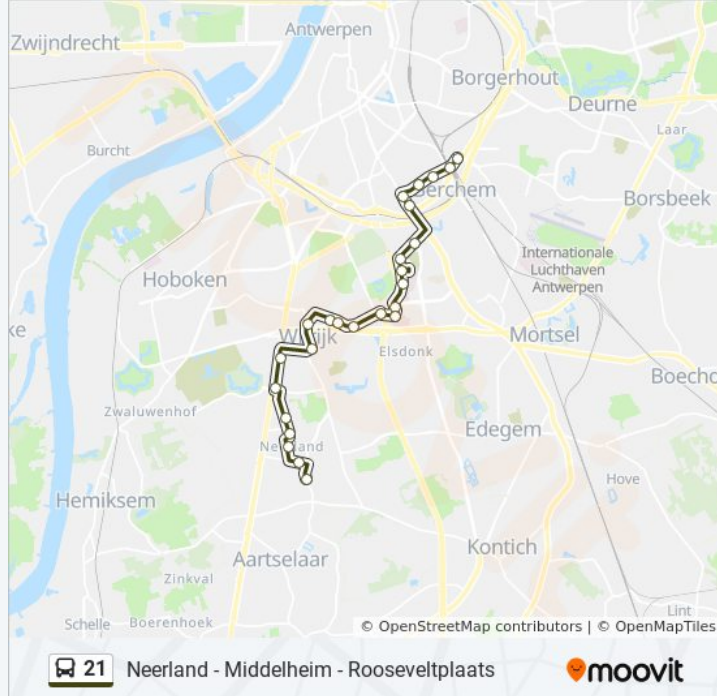 Zwijndrecht
Antwerpen
Borgerhout
Deurne
Laar
Burcht
Berchem
Borsbeek
Internationale
Luchthaven
Antwerpen
Hoboken
Mortsel
Elsdonk
Zwaluwenhof
Edegem
Neerland
Hove
Hemiksem
Kontich
Aartselaar
Zinkval
Lint
Schelle
Boerenhoek
© OpenStreetMap contributors | © OpenMapTiles
21 Neerland - Middelheim - Rooseveltplaats
moovit